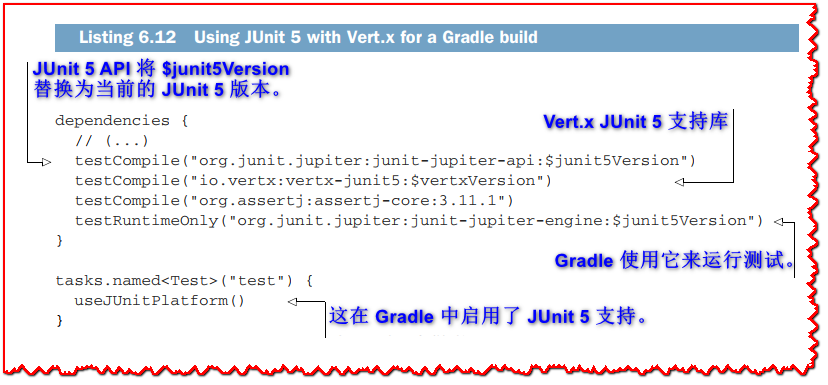 Listing 6.12 Using JUnit 5 with Vert.x for a Gradle build
JUnit 5 API 将 $junit5Version
替换为当前的 JUnit 5 版本。
dependencies {
// (...)
Vert.x JUnit 5 支持库
testCompile("org.junit.jupiter:junit-jupiter-api:$junit5Version")
testCompile("io.vertx:vertx-junit5:$vertxVersion")
testCompile("org.assertj:assertj-core:3.11.1")
testRuntimeOnly("org.junit.jupiter:junit-jupiter-engine:$junit5Version")
}
Gradle 使用它来运行测试。
tasks.named<Test>("test") {
useJUnitPlatform()
这在 Gradle 中启用了 JUnit 5 支持。
}